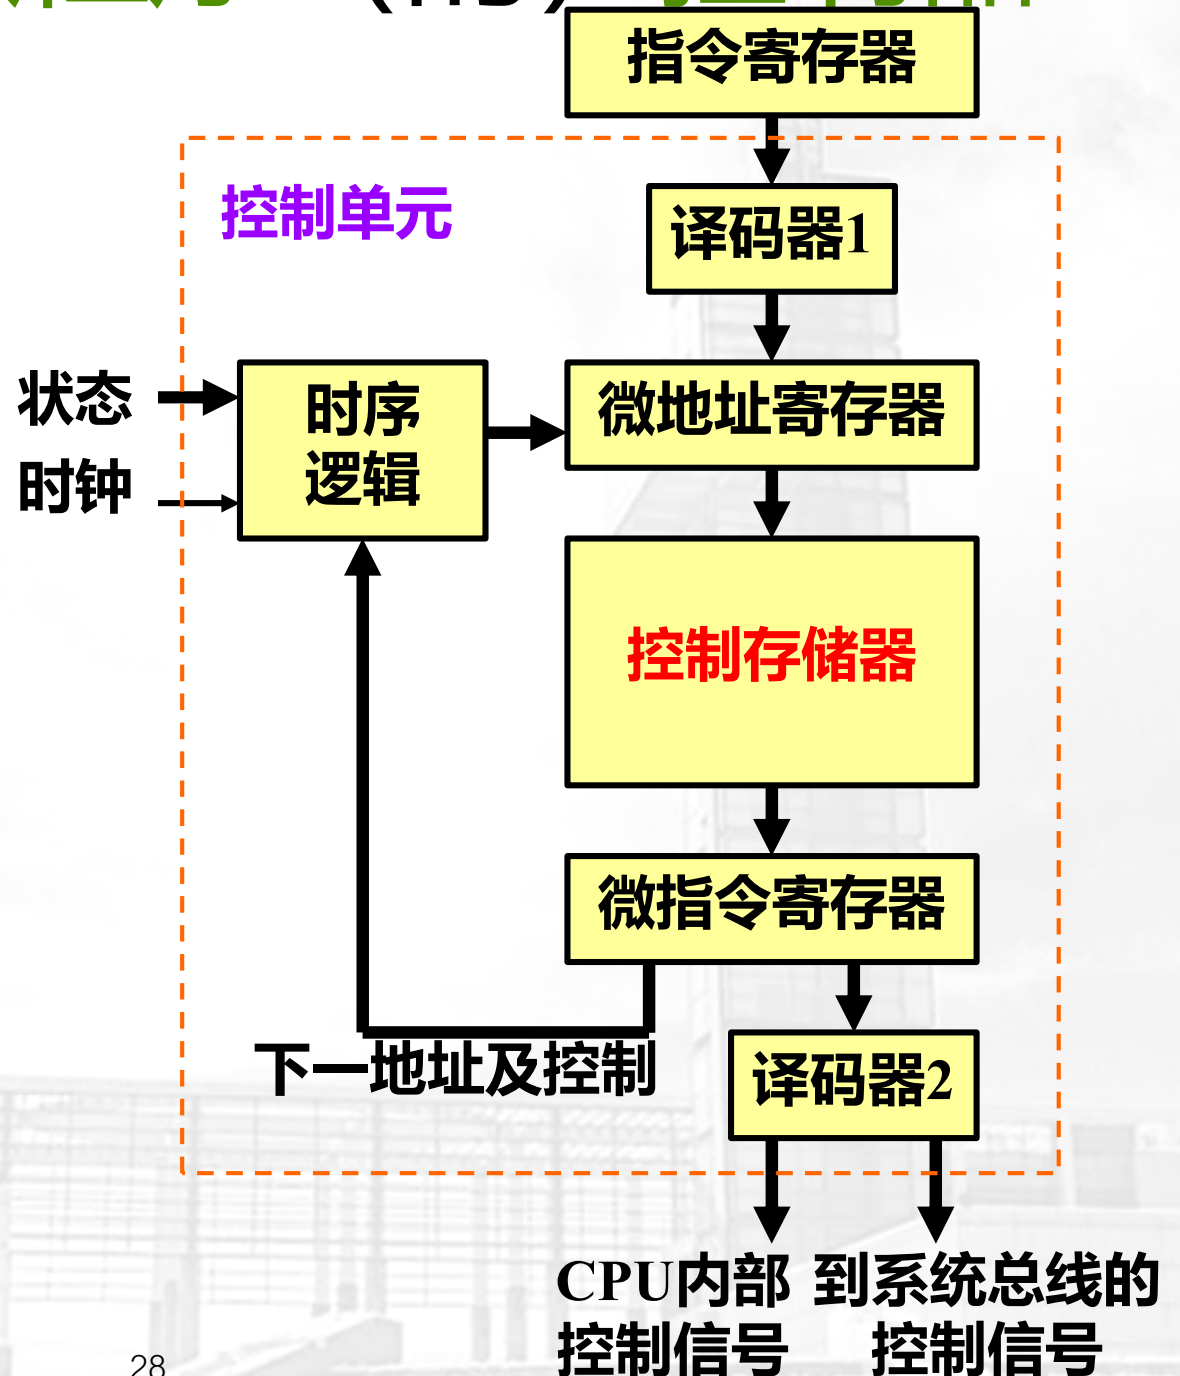 指令寄存器
控制单元
译码器1
状态
时钟
时序
逻辑
微地址寄存器
控制存储器
微指令寄存器
下一地址及控制
译码器2
CPU内部
控制信号
到系统总线的
控制信号
28